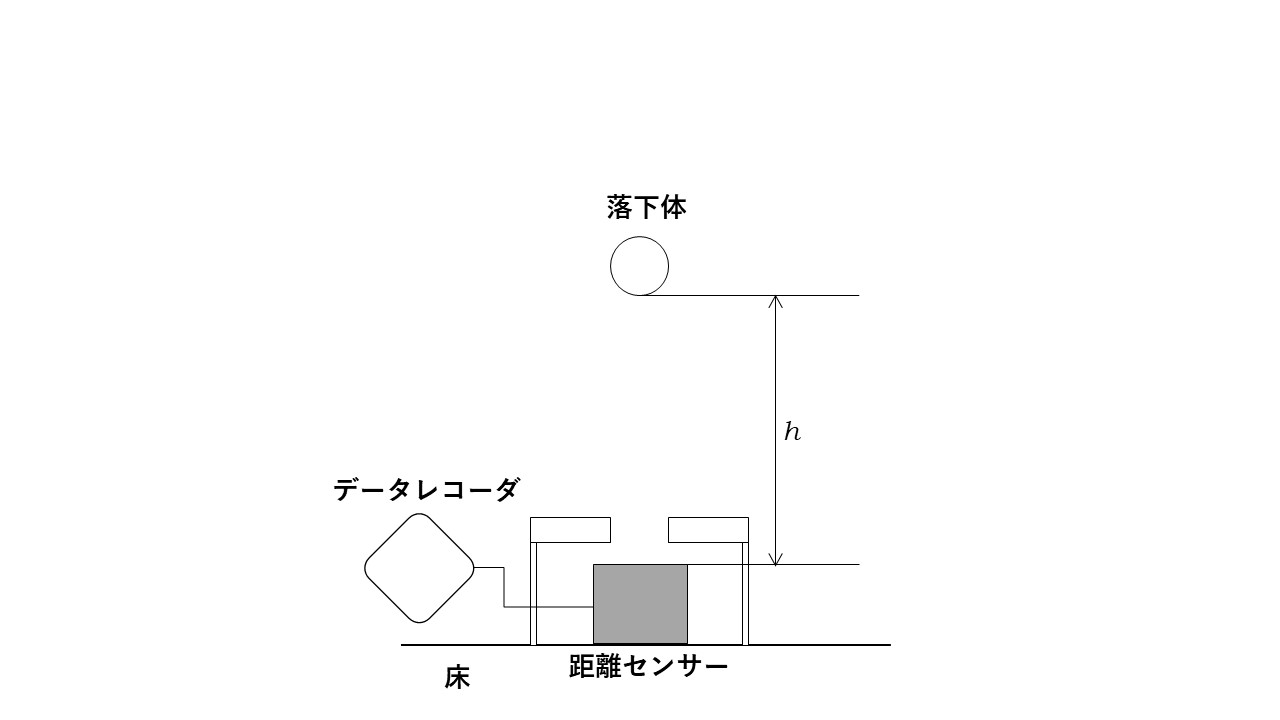 落下体
h
データレコーダ
距離センサー
床